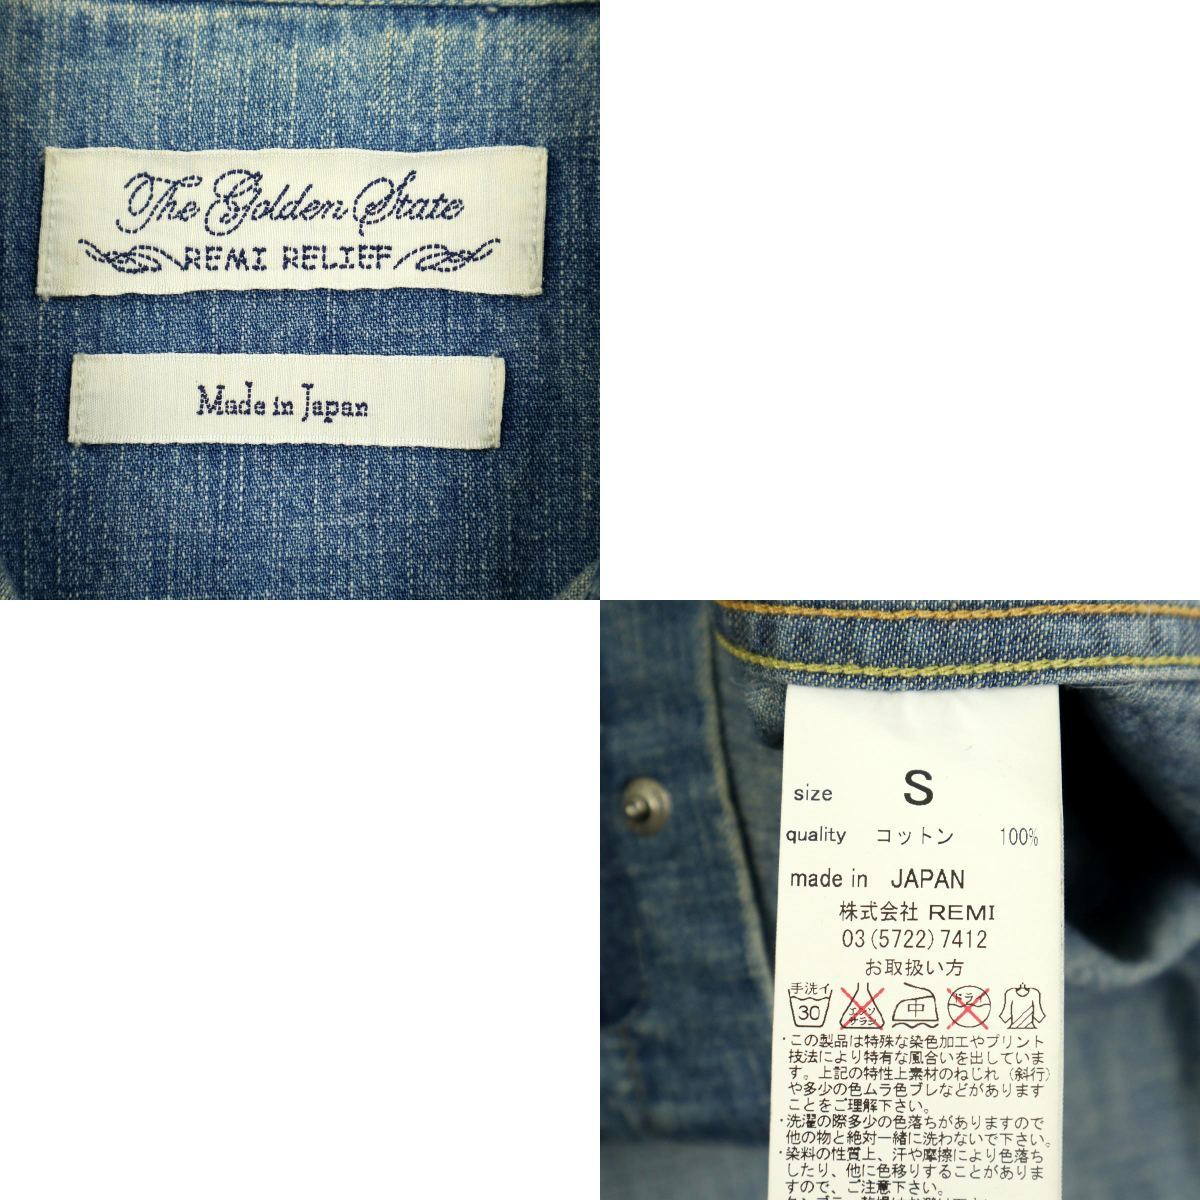 The Golden State
REMI RELIEF
Made in Japan
size S
quality コットン 100%
made in JAPAN
株式会社 REMI
03(5722)7412
お取扱い方
手洗イ
30 エンソ サラシ 中 ドライ
・この製品は特殊な染色加工やプリント
技法により特有な風合いを出していま
す。上記の特性上素材のねじれ（斜行）
や多少の色ムラ色ブレなどがあります
ことをご理解下さい。
・洗濯の際多少の色落ちがありますので
他の物と絶対一緒に洗わないで下さい。
・染料の性質上、汗や摩擦により色落ち
したり、他に色移りすることがありま
すので、ご注意下さい。